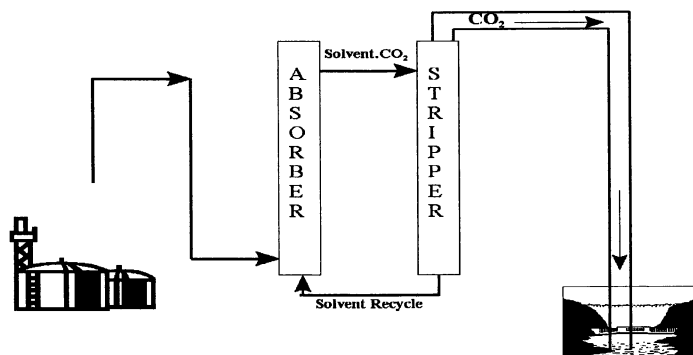 CO₂
Solvent.CO₂
ABSORBER
STRIPPER
Solvent Recycle